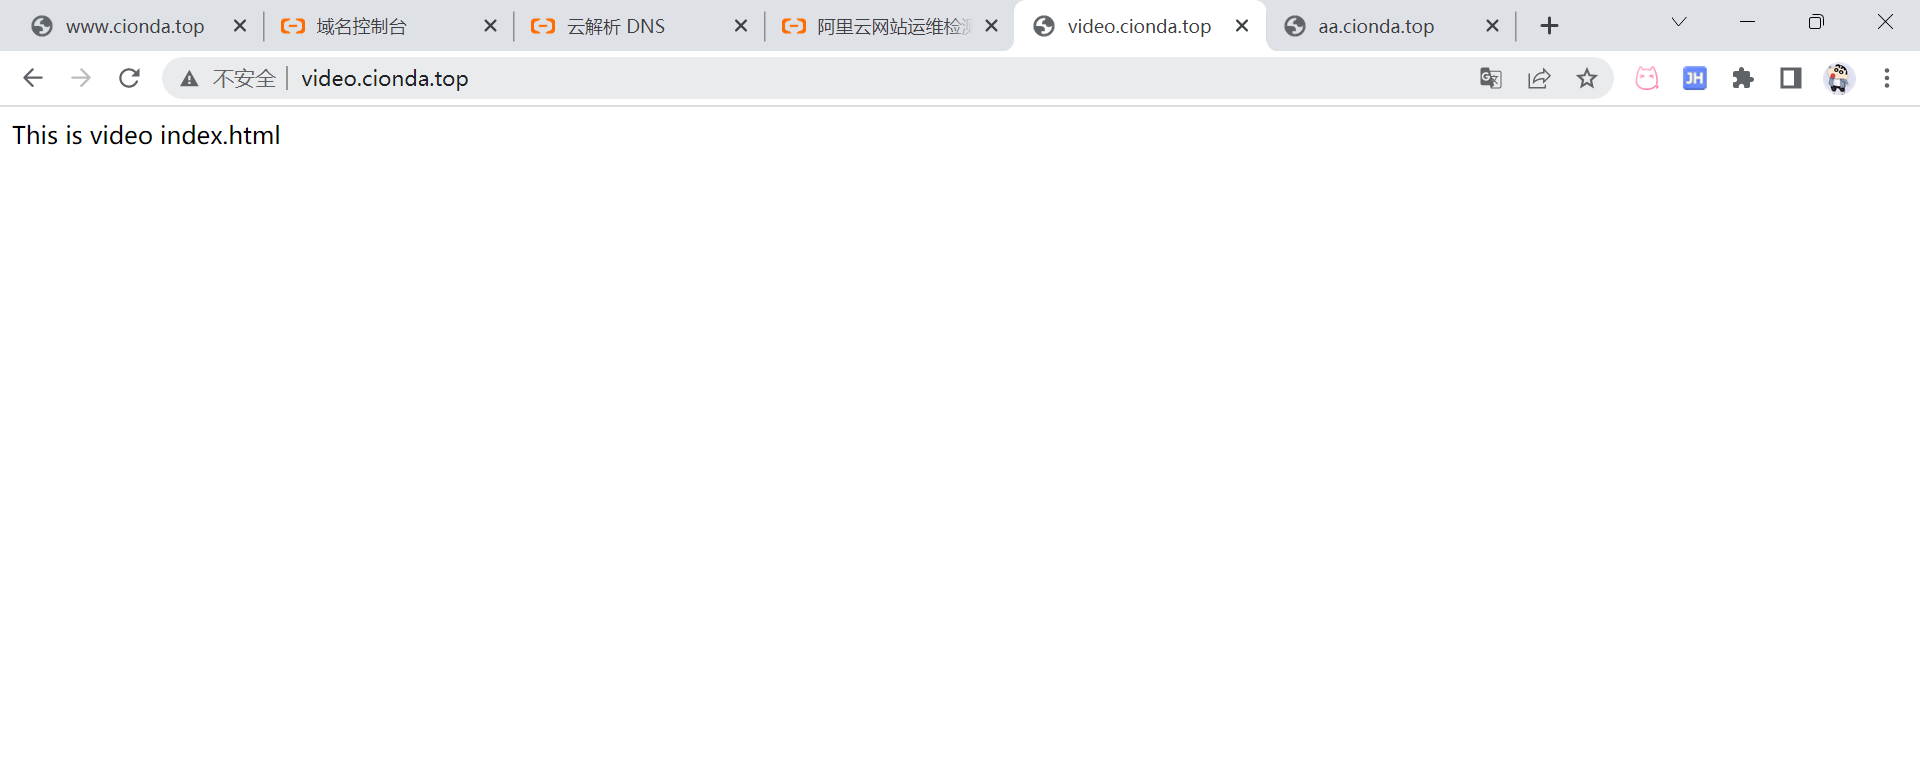 www.cionda.top
域名控制台
云解析 DNS
阿里云网站运维检测
video.cionda.top
aa.cionda.top
不安全
video.cionda.top
JH
This is video index.html